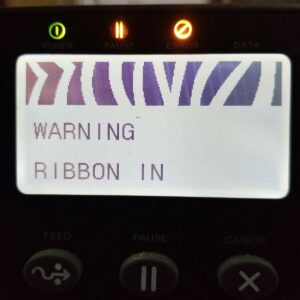 POWER PAUSE ERROR DATA
WARNING
RIBBON IN
FEED PAUSE CANCEL